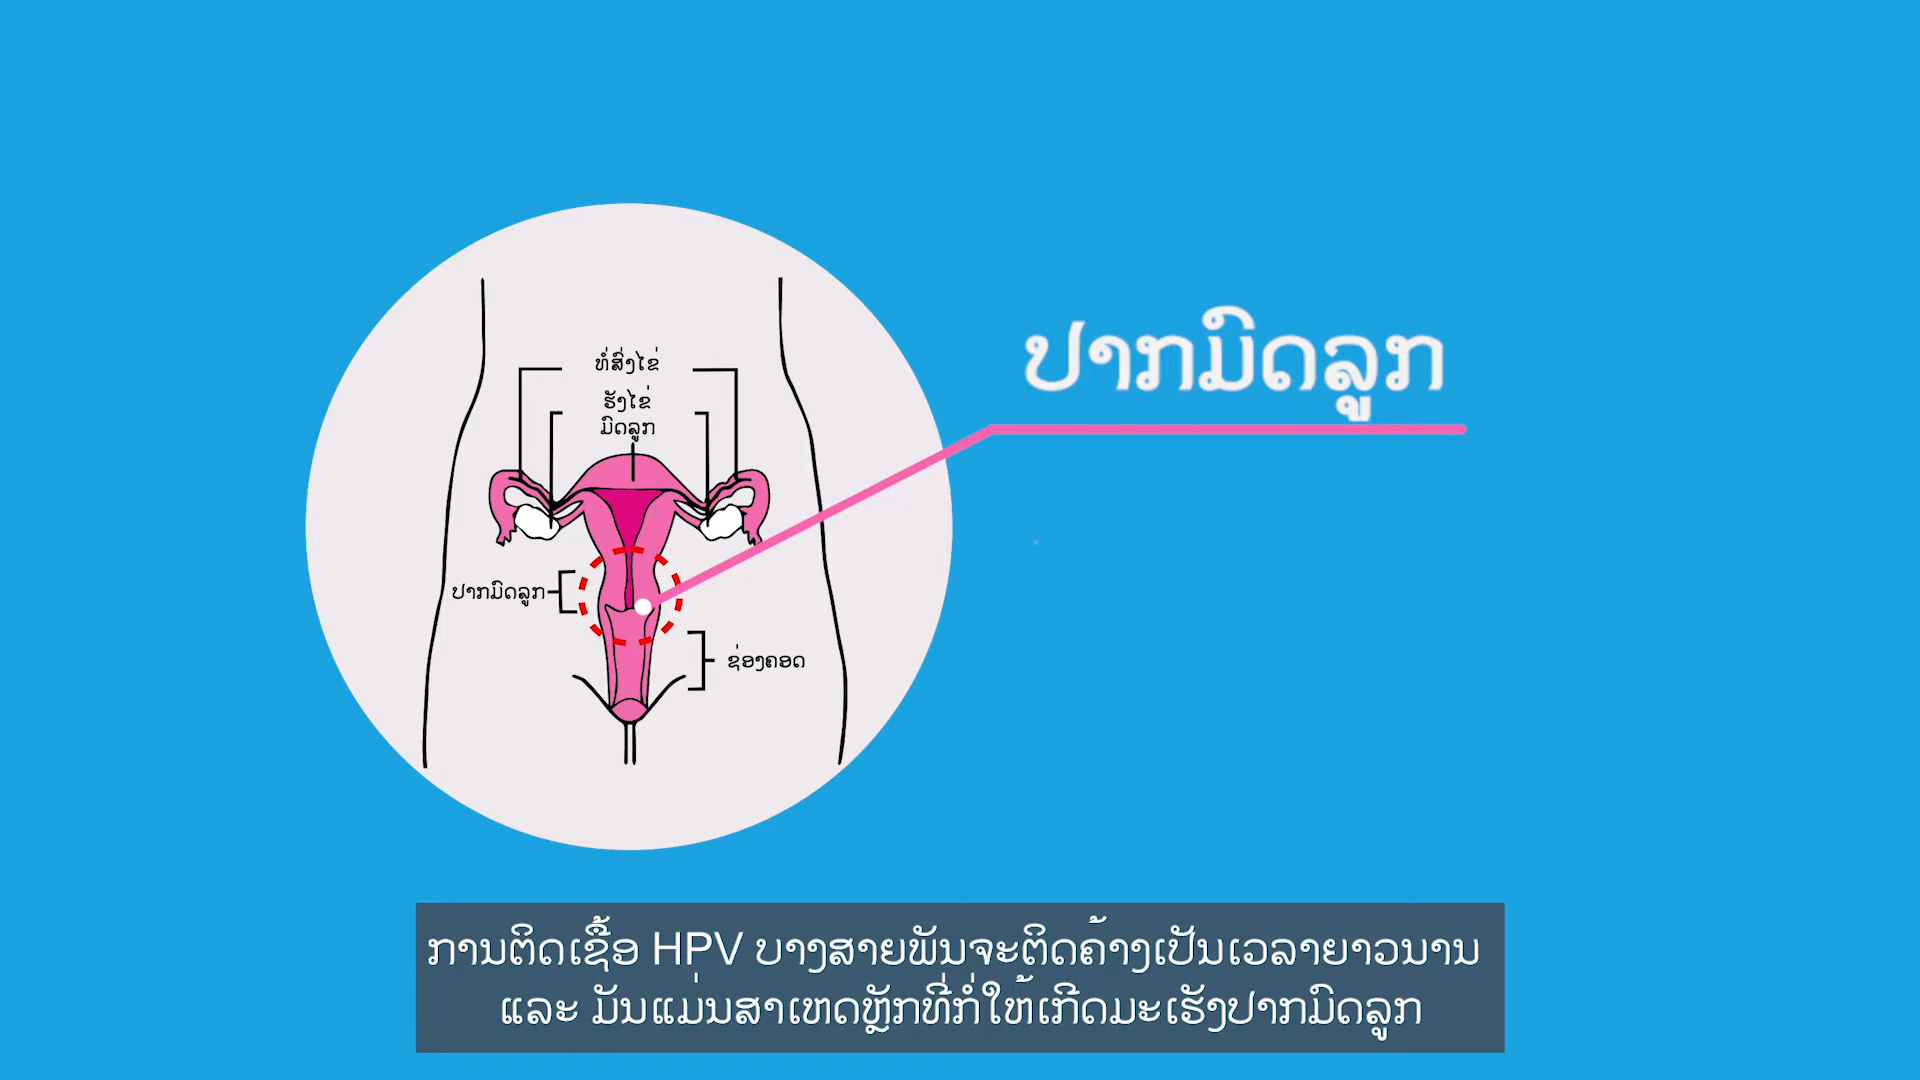 ປາກມົດລູກ
ທໍ່ສົ່ງໄຂ່
ຮັງໄຂ່
ມົດລູກ
ປາກມົດລູກ
ຊ່ອງຄອດ
ການຕິດເຊື້ອ HPV ບາງສາຍພັນຈະຕິດຄ້າງເປັນເວລາຍາວນານ
ແລະ ມັນແມ່ນສາເຫດຫຼັກທີ່ກໍ່ໃຫ້ເກີດມະເຮັງປາກມົດລູກ